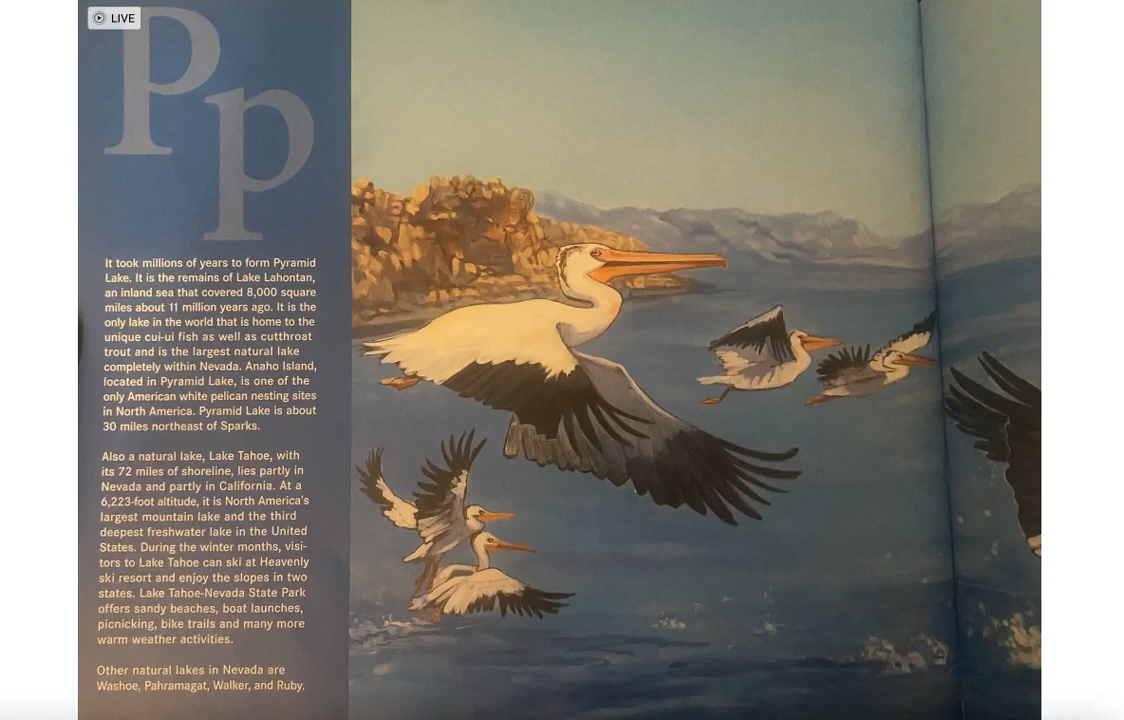 LIVE
Pp
It took millions of years to form Pyramid
Lake. It is the remains of Lake Lahontan,
an inland sea that covered 8,000 square
miles about 11 million years ago. It is the
only lake in the world that is home to the
unique cui-ui fish as well as cutthroat
trout and is the largest natural lake
completely within Nevada. Anaho Island,
located in Pyramid Lake, is one of the
only American white pelican nesting sites
in North America. Pyramid Lake is about
30 miles northeast of Sparks.
Also a natural lake, Lake Tahoe, with
its 72 miles of shoreline, lies partly in
Nevada and partly in California. At a
6,223-foot altitude, it is North America's
largest mountain lake and the third
deepest freshwater lake in the United
States. During the winter months, visi-
tors to Lake Tahoe can ski at Heavenly
ski resort and enjoy the slopes in two
states. Lake Tahoe-Nevada State Park
offers sandy beaches, boat launches,
picnicking, bike trails and many more
warm weather activities.
Other natural lakes in Nevada are
Washoe, Pahramagat, Walker, and Ruby.